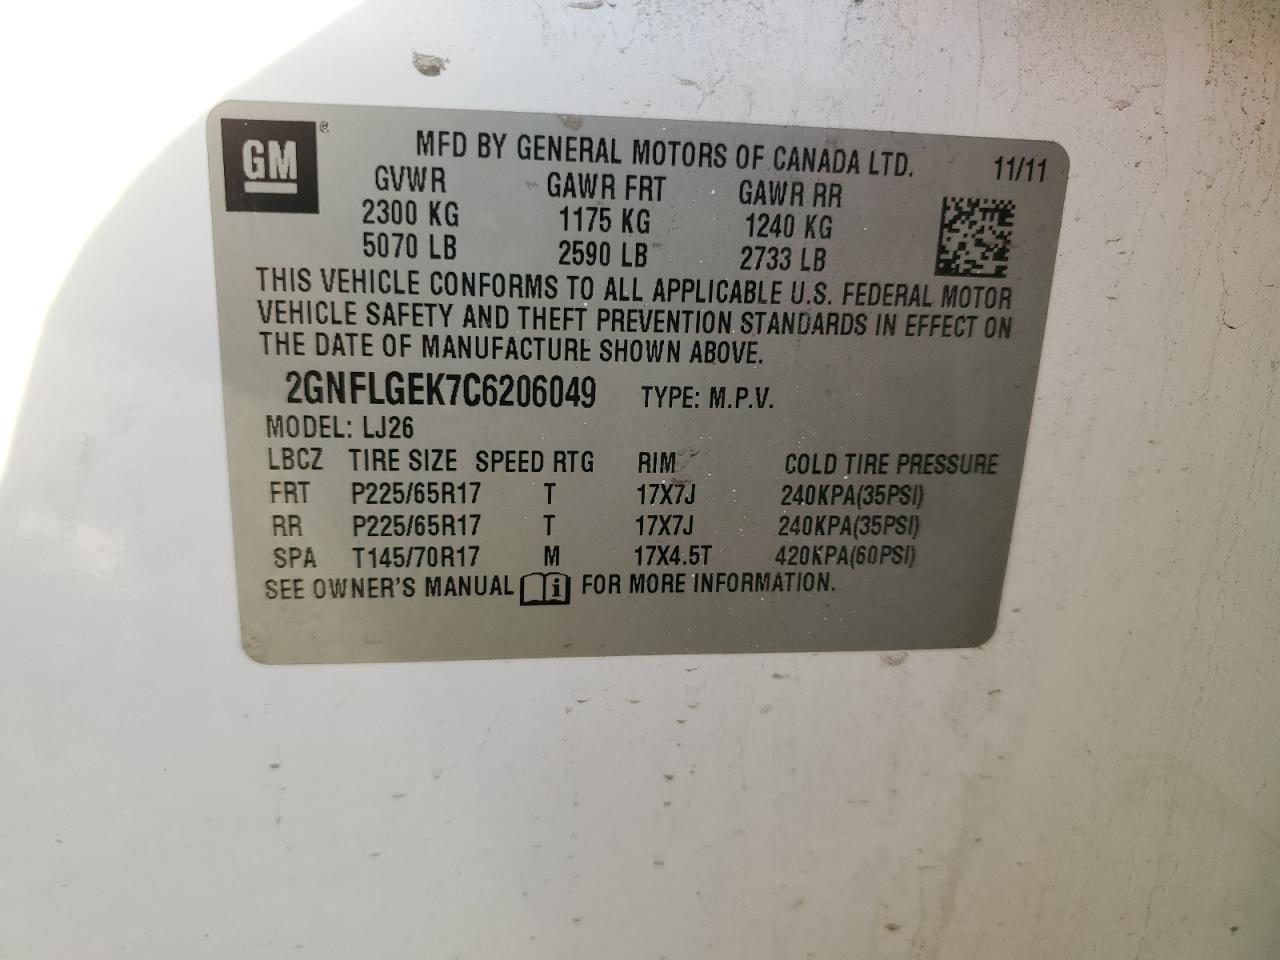 GM ® MFD BY GENERAL MOTORS OF CANADA LTD. 11/11
GVWR GAWR FRT GAWR RR
2300 KG 1175 KG 1240 KG
5070 LB 2590 LB 2733 LB
THIS VEHICLE CONFORMS TO ALL APPLICABLE U.S. FEDERAL MOTOR
VEHICLE SAFETY AND THEFT PREVENTION STANDARDS IN EFFECT ON
THE DATE OF MANUFACTURE SHOWN ABOVE.
2GNFLGEK7C6206049 TYPE: M.P.V.
MODEL: LJ26
LBCZ TIRE SIZE SPEED RTG RIM COLD TIRE PRESSURE
FRT P225/65R17 T 17X7J 240KPA(35PSI)
RR P225/65R17 T 17X7J 240KPA(35PSI)
SPA T145/70R17 M 17X4.5T 420KPA(60PSI)
SEE OWNER'S MANUAL i FOR MORE INFORMATION.